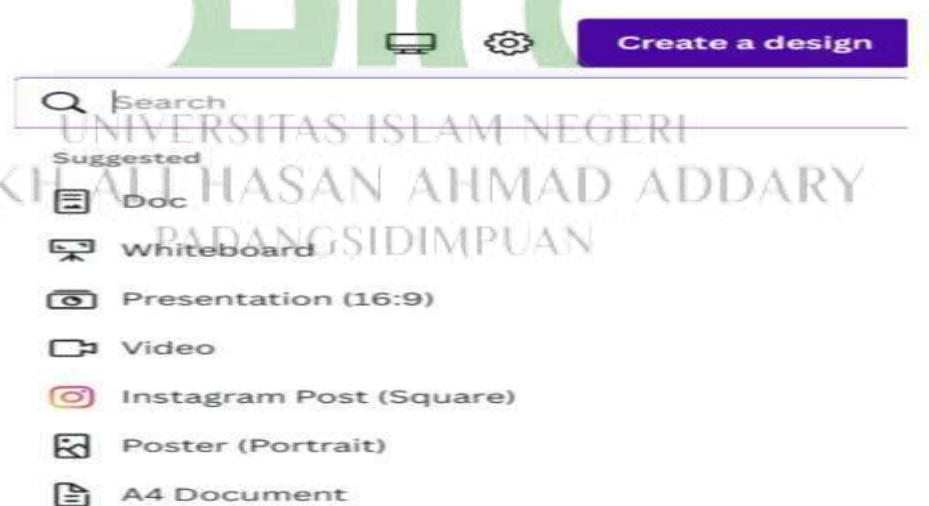 Create a design
Search
UNIVERSITAS ISLAM NEGERI
Suggested
KH ALI HASAN AHMAD ADDARY
Doc
PADANGSIDIMPUAN
Whiteboard
Presentation (16:9)
Video
Instagram Post (Square)
Poster (Portrait)
A4 Document